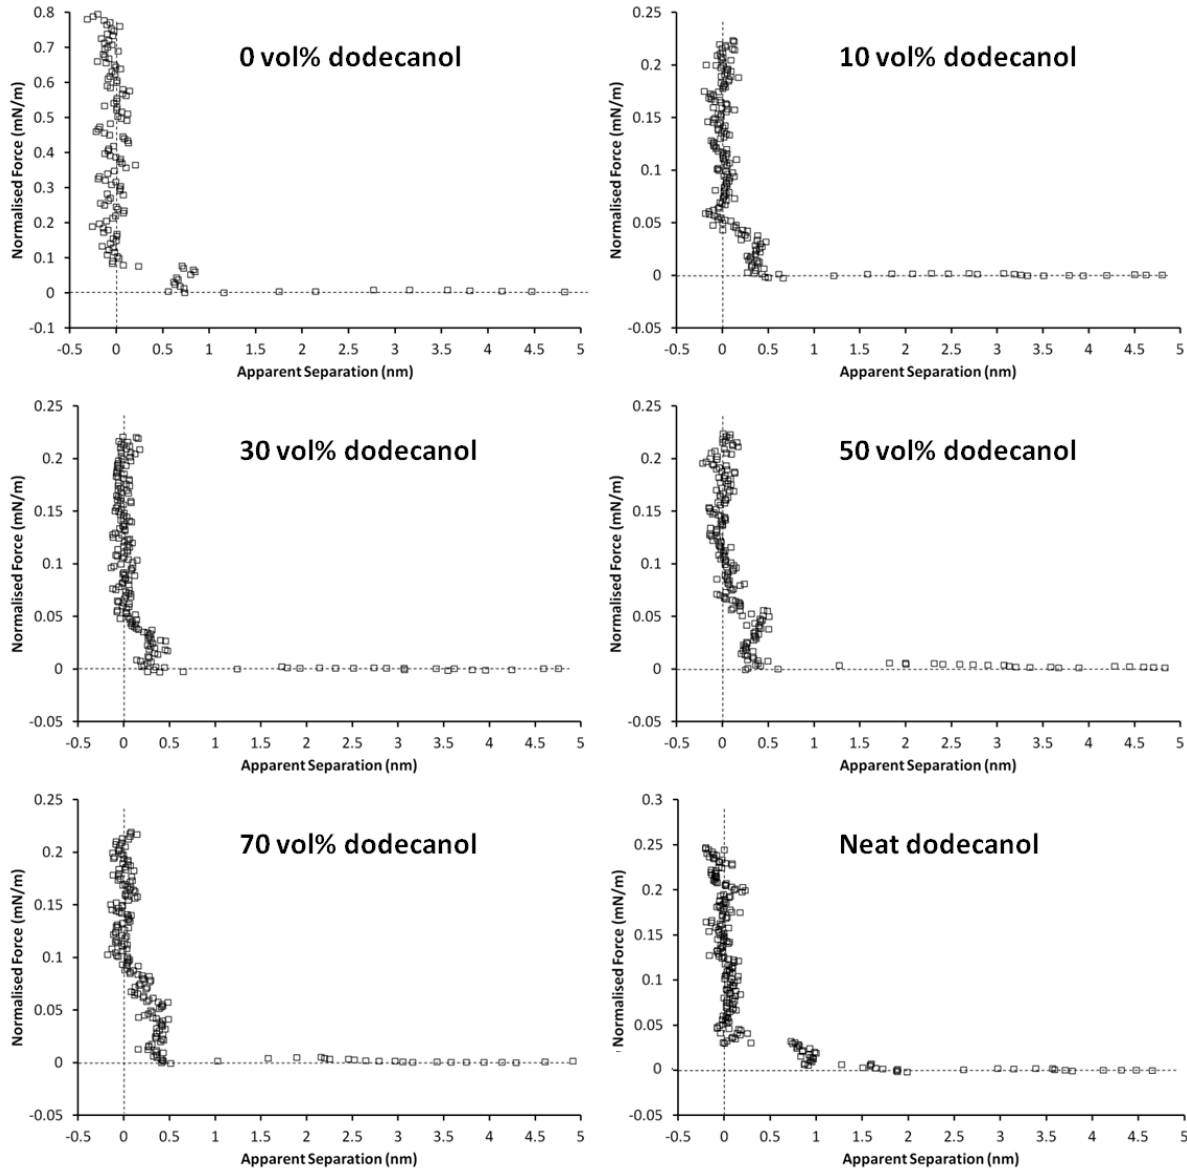 0 vol% dodecanol
Normalised Force (mN/m)
0.8
0.7
0.6
0.5
0.4
0.3
0.2
0.1
0
-0.1
-0.5 0 0.5 1 1.5 2 2.5 3 3.5 4 4.5 5
Apparent Separation (nm)
10 vol% dodecanol
Normalised Force (mN/m)
0.25
0.2
0.15
0.1
0.05
0
-0.05
-0.5 0 0.5 1 1.5 2 2.5 3 3.5 4 4.5 5
Apparent Separation (nm)
30 vol% dodecanol
Normalised Force (mN/m)
0.25
0.2
0.15
0.1
0.05
0
-0.05
-0.5 0 0.5 1 1.5 2 2.5 3 3.5 4 4.5 5
Apparent Separation (nm)
50 vol% dodecanol
Normalised Force (mN/m)
0.25
0.2
0.15
0.1
0.05
0
-0.05
-0.5 0 0.5 1 1.5 2 2.5 3 3.5 4 4.5 5
Apparent Separation (nm)
70 vol% dodecanol
Normalised Force (mN/m)
0.25
0.2
0.15
0.1
0.05
0
-0.05
-0.5 0 0.5 1 1.5 2 2.5 3 3.5 4 4.5 5
Apparent Separation (nm)
Neat dodecanol
Normalised Force (mN/m)
0.3
0.25
0.2
0.15
0.1
0.05
0
-0.05
-0.5 0 0.5 1 1.5 2 2.5 3 3.5 4 4.5 5
Apparent Separation (nm)